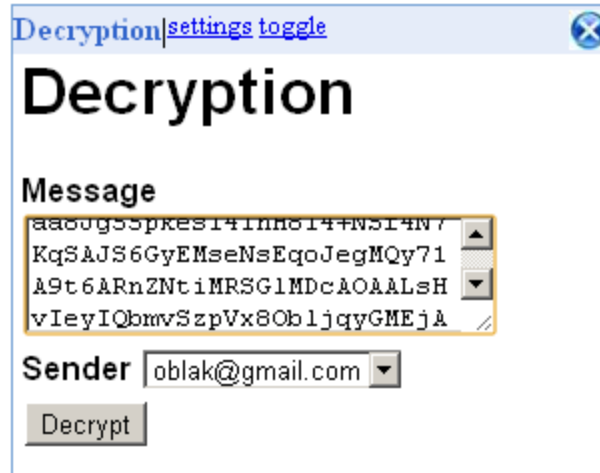 Decryption|settings toggle
Decryption
Message
KqSAJS6GyEMseNsEqoJegMQy71
A9t6ARnZNtiMRSGlMDcAOAALsH
vIeyIQbmvSzpVx8ObljqyGMEjA
Sender oblak@gmail.com
Decrypt